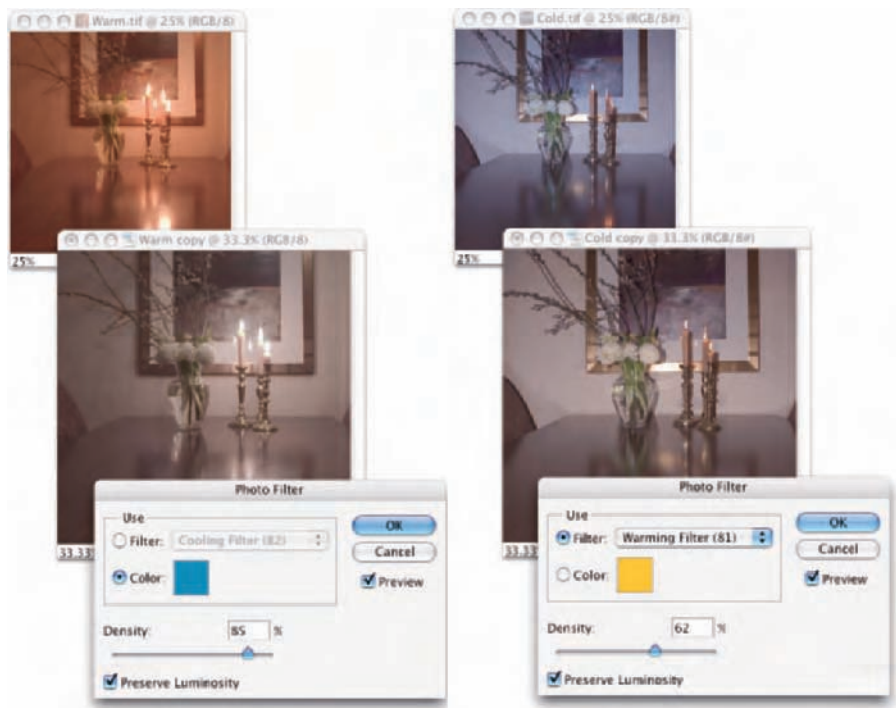 Warm.tif @ 25% (RGB/8)
25%
Warm copy @ 33.3% (RGB/8)
33.33%
Photo Filter
Use
Filter: Cooling Filter (82)
Color:
OK
Cancel
Preview
Density: 85 %
Preserve Luminosity
Cold.tif @ 25% (RGB/8#)
25%
Cold copy @ 33.3% (RGB/8#)
Photo Filter
Use
Filter: Warming Filter (81)
Color:
OK
Cancel
Preview
Density: 62 %
Preserve Luminosity